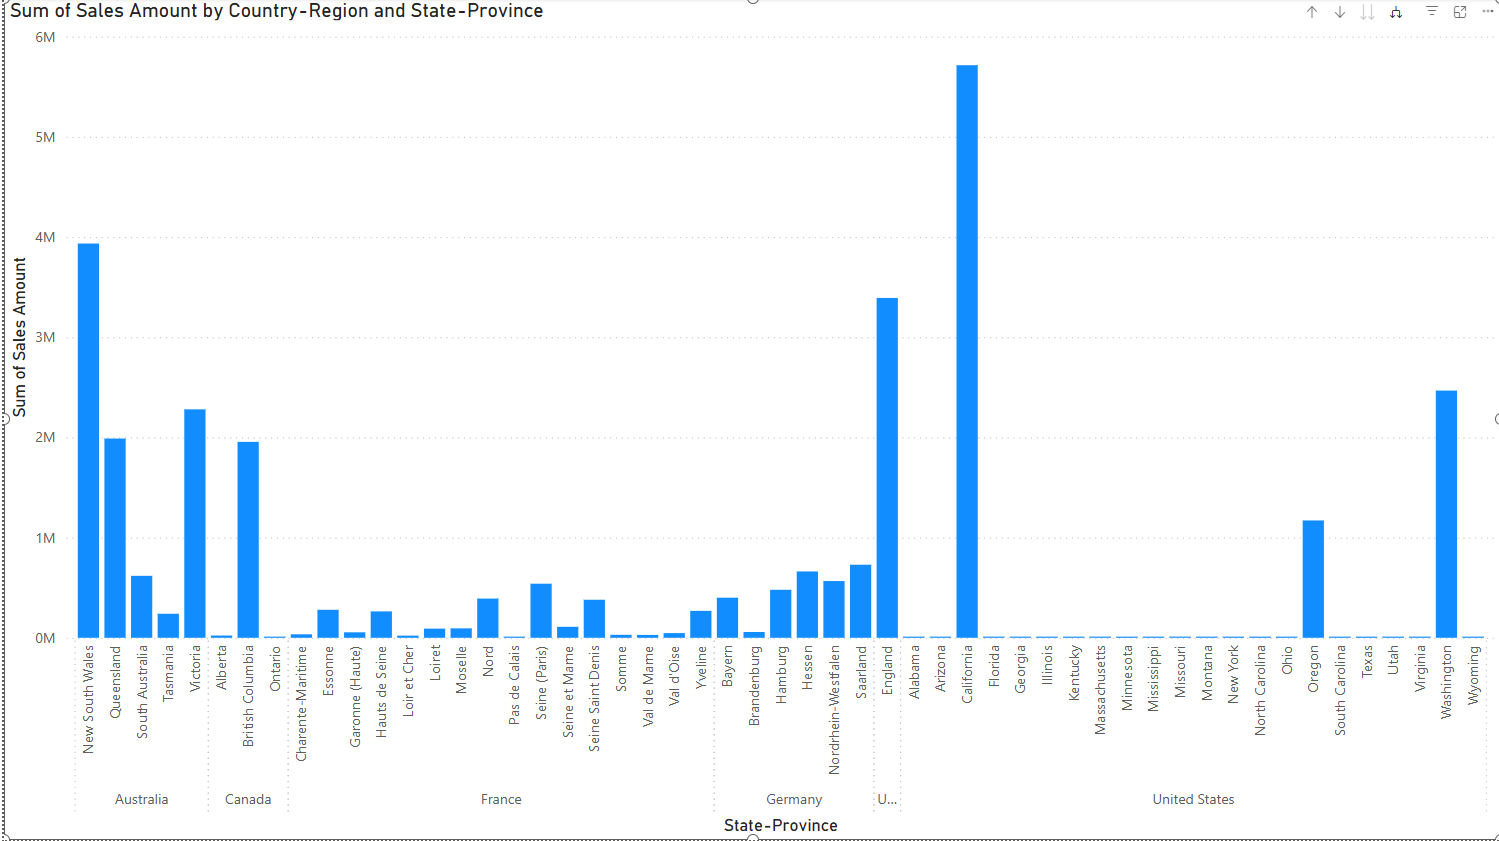 Sum of Sales Amount by Country-Region and State-Province
6M
5M
4M
3M
2M
1M
0M
Sum of Sales Amount
New South Wales
Queensland
South Australia
Tasmania
Victoria
Alberta
British Columbia
Ontario
Charente-Maritime
Essonne
Garonne (Haute)
Hauts de Seine
Loir et Cher
Loiret
Moselle
Nord
Pas de Calais
Seine (Paris)
Seine et Marne
Seine Saint Denis
Somme
Val de Marne
Val d'Oise
Yveline
Bayern
Brandenburg
Hamburg
Hessen
Nordrhein-Westfalen
Saarland
England
Alabama
Arizona
California
Florida
Georgia
Illinois
Kentucky
Massachusetts
Minnesota
Mississippi
Missouri
Montana
New York
North Carolina
Ohio
Oregon
South Carolina
Texas
Utah
Virginia
Washington
Wyoming
Australia
Canada
France
Germany
U...
United States
State-Province